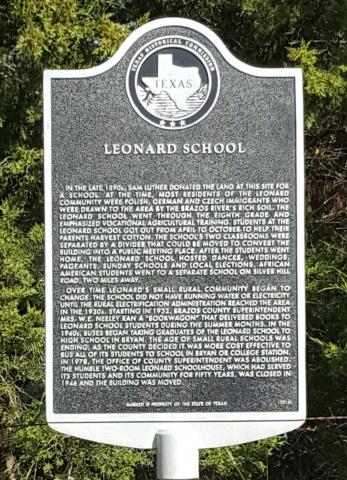 TEXAS HISTORICAL COMMISSION
TEXAS
LEONARD SCHOOL
IN THE LATE 1890s, SAM LUTHER DONATED THE LAND AT THIS SITE FOR
A SCHOOL. AT THE TIME, MOST RESIDENTS OF THE LEONARD
COMMUNITY WERE POLISH, GERMAN AND CZECH IMMIGRANTS WHO
WERE DRAWN TO THE AREA BY THE BRAZOS RIVER'S RICH SOIL. THE
LEONARD SCHOOL WENT THROUGH THE EIGHTH GRADE AND
EMPHASIZED VOCATIONAL AGRICULTURAL TRAINING. STUDENTS AT THE
LEONARD SCHOOL GOT OUT FROM APRIL TO OCTOBER TO HELP THEIR
PARENTS HARVEST COTTON. THE SCHOOL'S TWO CLASSROOMS WERE
SEPARATED BY A DIVIDER THAT COULD BE MOVED TO CONVERT THE
BUILDING INTO A PUBLIC MEETING PLACE. AFTER THE STUDENTS WENT
HOME, THE LEONARD SCHOOL HOSTED DANCES, WEDDINGS,
PAGEANTS, SUNDAY SCHOOLS AND LOCAL ELECTIONS. AFRICAN
AMERICAN STUDENTS WENT TO A SEPARATE SCHOOL ON SILVER HILL
ROAD, TWO MILES AWAY.
OVER TIME LEONARD'S SMALL RURAL COMMUNITY BEGAN TO
CHANGE. THE SCHOOL DID NOT HAVE RUNNING WATER OR ELECTRICITY
UNTIL THE RURAL ELECTRIFICATION ADMINISTRATION REACHED THE AREA
IN THE 1930s. STARTING IN 1932, BRAZOS COUNTY SUPERINTENDENT
MRS. W.E. NEELEY RAN A "BOOKWAGON" THAT DELIVERED BOOKS TO
LEONARD SCHOOL STUDENTS DURING THE SUMMER MONTHS. IN THE
1940s, BUSES BEGAN TAKING GRADUATES OF THE LEONARD SCHOOL TO
HIGH SCHOOL IN BRYAN. THE AGE OF SMALL RURAL SCHOOLS WAS
ENDING, AS THE COUNTY DECIDED IT WAS MORE COST EFFECTIVE TO
BUS ALL OF ITS STUDENTS TO SCHOOL IN BRYAN OR COLLEGE STATION.
IN 1978, THE OFFICE OF COUNTY SUPERINTENDENT WAS ABOLISHED.
THE HUMBLE TWO-ROOM LEONARD SCHOOLHOUSE, WHICH HAD SERVED
ITS STUDENTS AND ITS COMMUNITY FOR FIFTY YEARS, WAS CLOSED IN
1946 AND THE BUILDING WAS MOVED.
MARKER IS PROPERTY OF THE STATE OF TEXAS